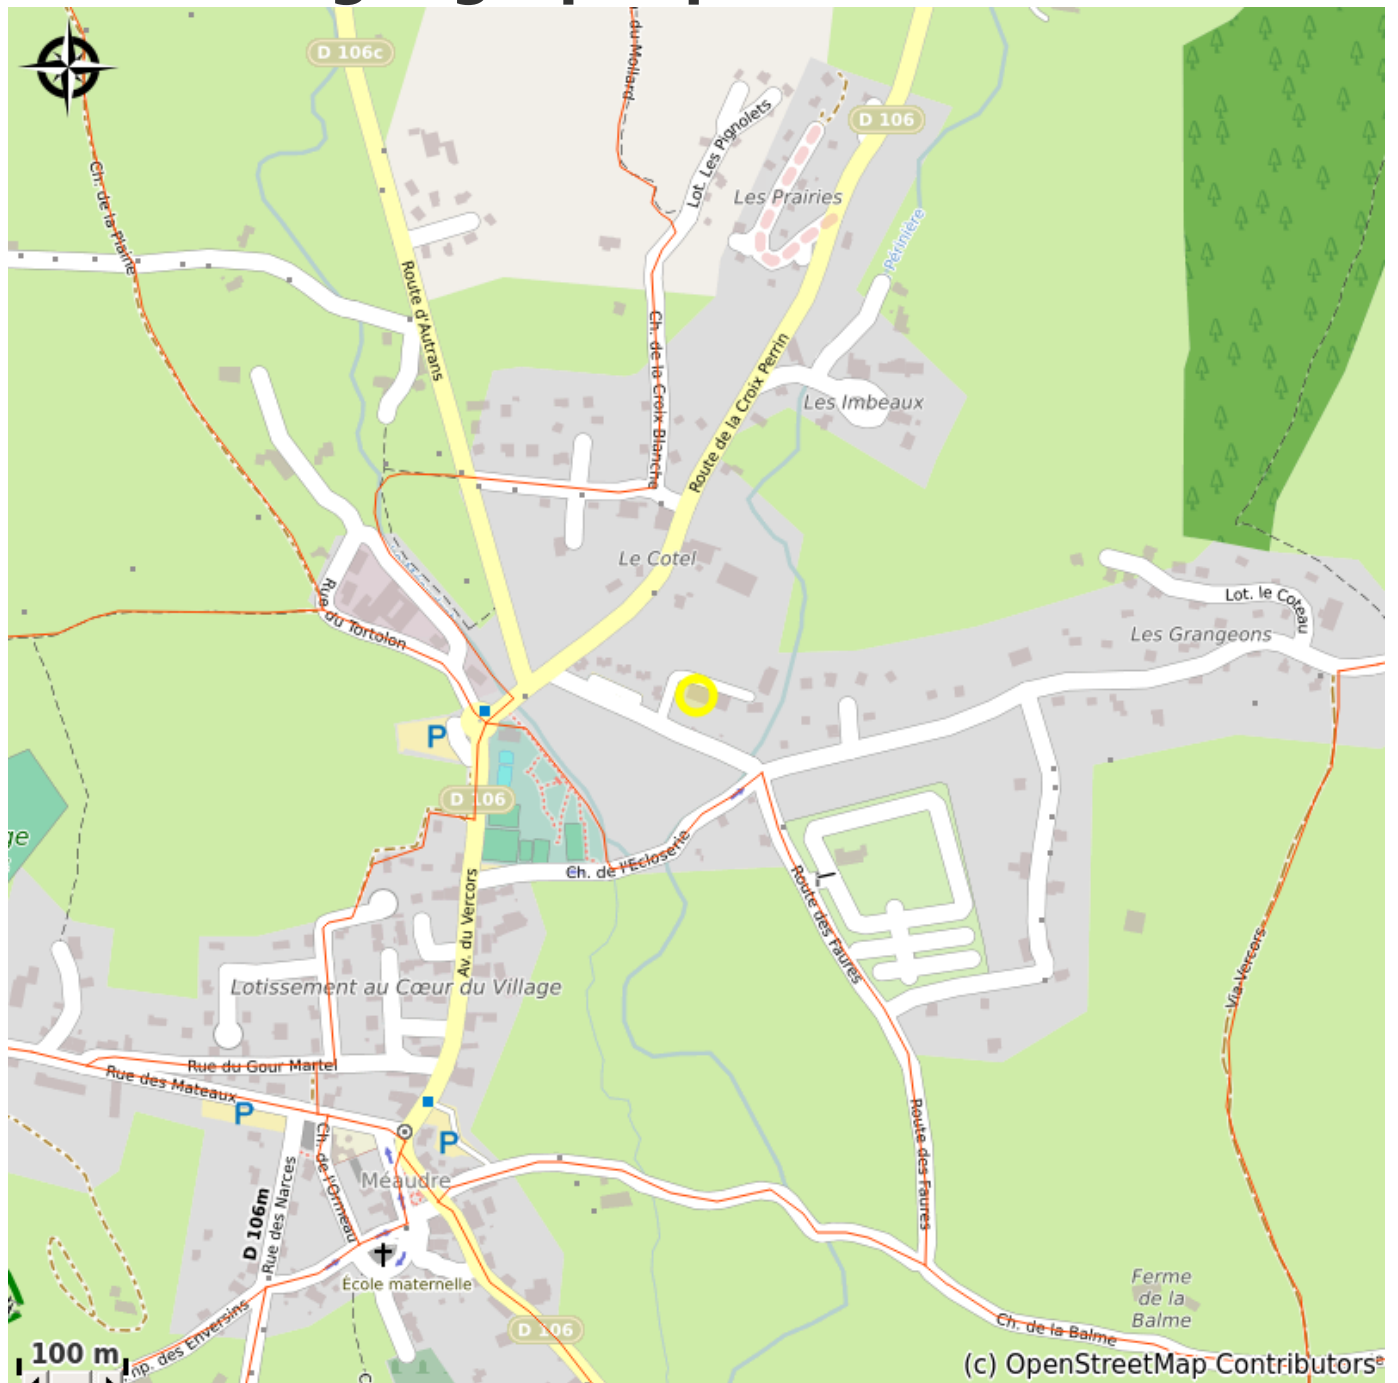 D 106c
du Mollard
Lot. Les Pignolets
D 106
Les Prairies
Ch. de la Plaine
Périnière
Route d'Autrans
Ch. de la Croix Blanche
Route de la Croix Perrin
Les Imbeaux
Le Cotel
Rue du Tortolon
Lot. le Coteau
Les Grangeons
P
D 106
ge
Ch. de l'Ecloserie
Av. du Vercors
Route des Faures
Via Vercors
Lotissement au Cœur du Village
Rue du Gour Martel
Rue des Mateaux
P
P
Ch. de l'Ormeau
Méaudre
Route des Faures
D 106m
Rue des Narces
École maternelle
Ferme
de la
Balme
D 106
Ch. de la Balme
mp. des Enversins
100 m
(c) OpenStreetMap Contributors